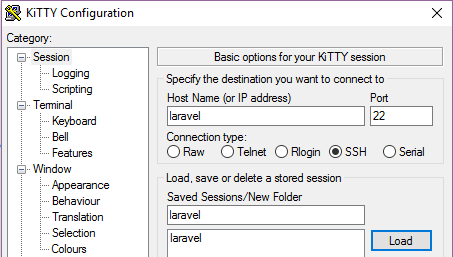 KiTTY Configuration
Category:
Session
Logging
Scripting
Terminal
Keyboard
Bell
Features
Window
Appearance
Behaviour
Translation
Selection
Colours
Basic options for your KiTTY session
Specify the destination you want to connect to
Host Name (or IP address) Port
laravel 22
Connection type:
Raw Telnet Rlogin SSH Serial
Load, save or delete a stored session
Saved Sessions/New Folder
laravel
laravel Load